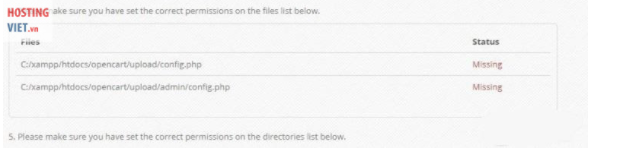 HOSTING
VIET.vn
ake sure you have set the correct permissions on the files list below.
Files Status
C:/xampp/htdocs/opencart/upload/config.php Missing
C:/xampp/htdocs/opencart/upload/admin/config.php Missing
5. Please make sure you have set the correct permissions on the directories list below.